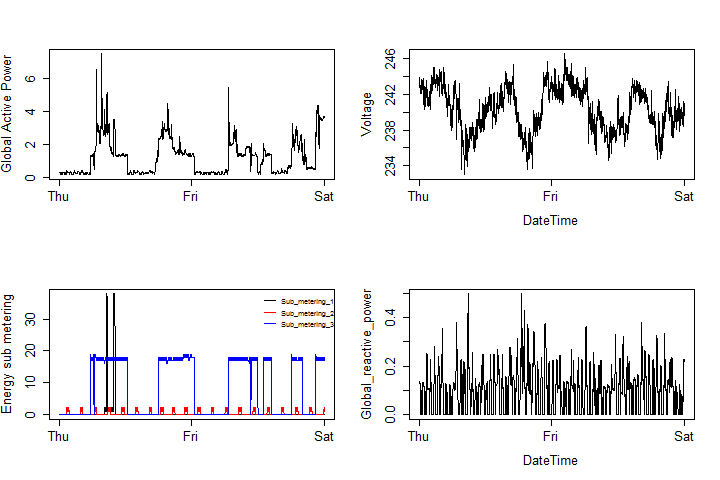 Global Active Power
0 2 4 6
Thu Fri Sat
Voltage
234 238 242 246
Thu Fri Sat
DateTime
Energy sub metering
0 10 20 30
Sub_metering_1
Sub_metering_2
Sub_metering_3
Thu Fri Sat
Global_reactive_power
0.0 0.2 0.4
Thu Fri Sat
DateTime